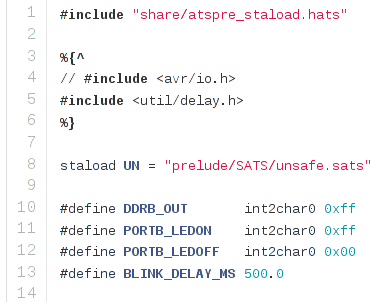 1 #include "share/atspre_staload.hats"
2
3 %{^
4 // #include <avr/io.h>
5 #include <util/delay.h>
6 %}
7
8 staload UN = "prelude/SATS/unsafe.sats"
9
10 #define DDRB_OUT       int2char0 0xff
11 #define PORTB_LEDON    int2char0 0xff
12 #define PORTB_LEDOFF   int2char0 0x00
13 #define BLINK_DELAY_MS 500.0
14